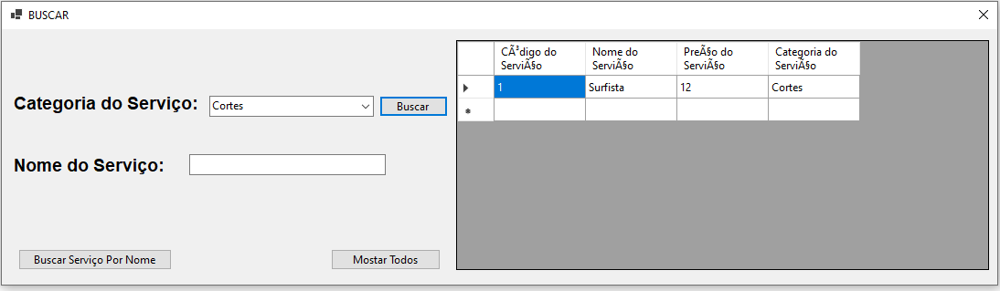 BUSCAR
Categoria do Serviço:
Cortes
Buscar
Nome do Serviço:
Buscar Serviço Por Nome
Mostar Todos
CÃ³digo do
ServiÃ§o
Nome do
ServiÃ§o
PreÃ§o do
ServiÃ§o
Categoria do
ServiÃ§o
1
Surfista
12
Cortes